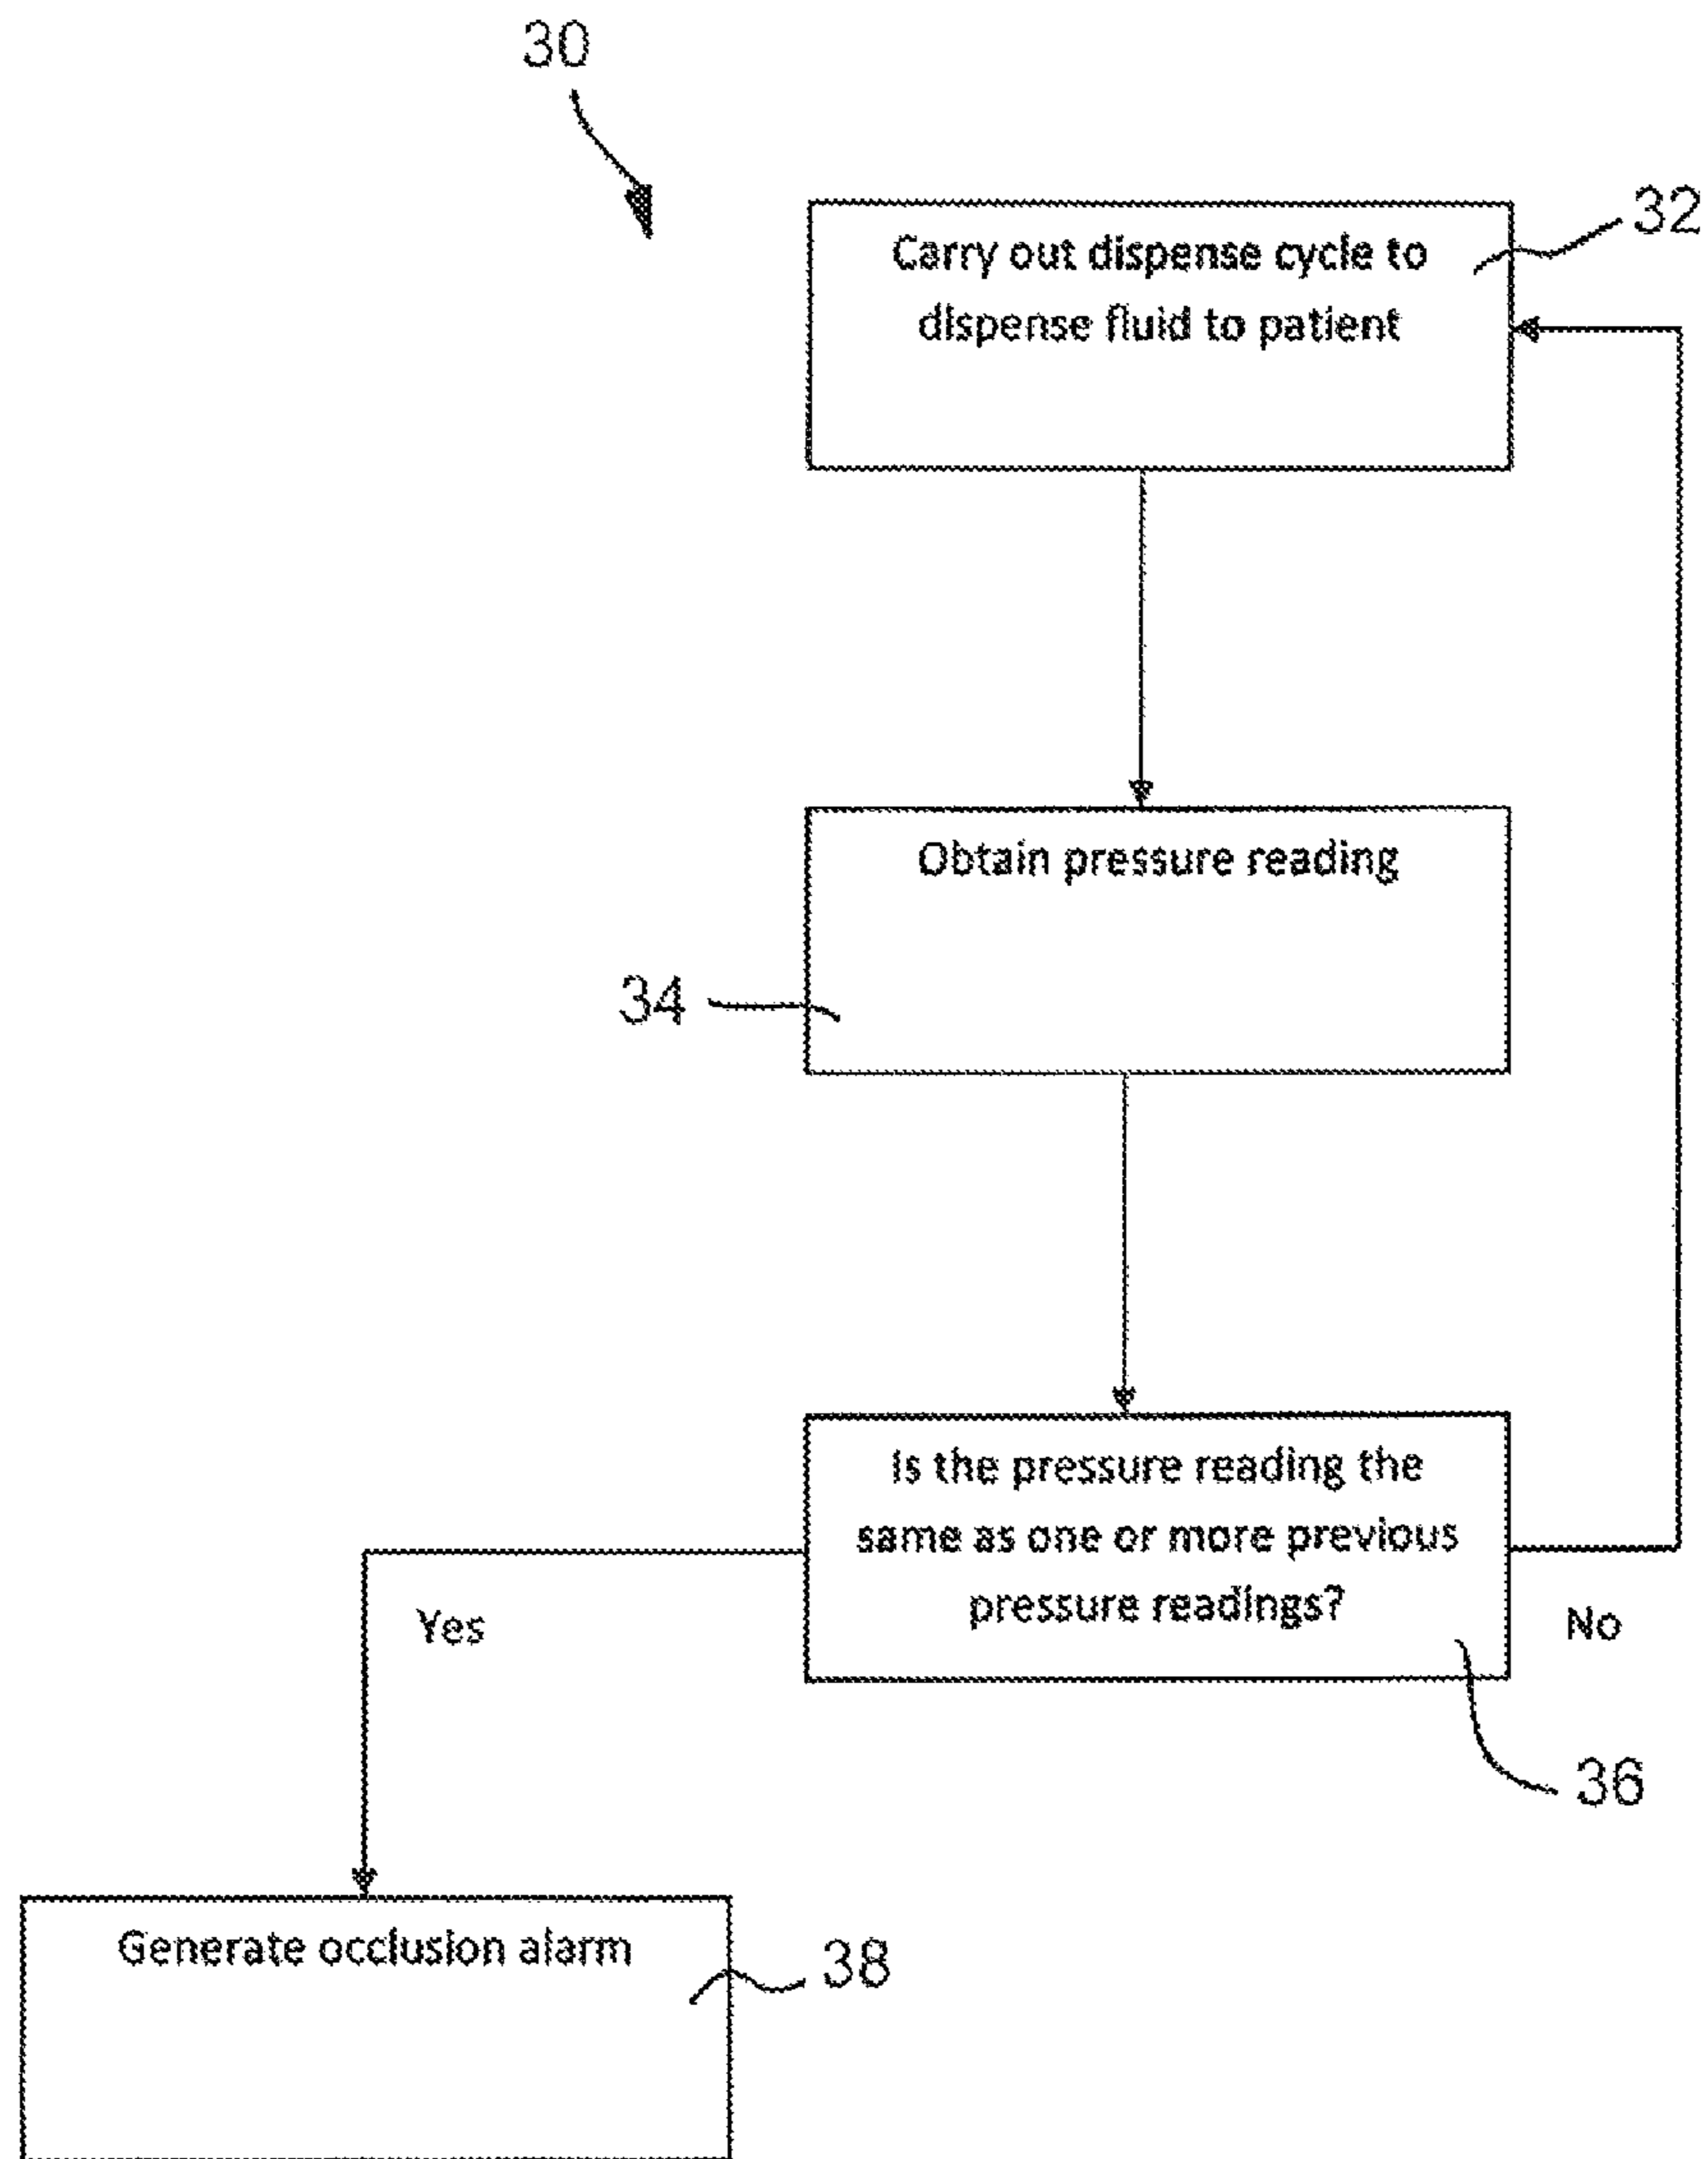 30
32
Carry out dispense cycle to
dispense fluid to patient
Obtain pressure reading
34
Is the pressure reading the
same as one or more previous
pressure readings?
Yes
No
36
Generate occlusion alarm
38